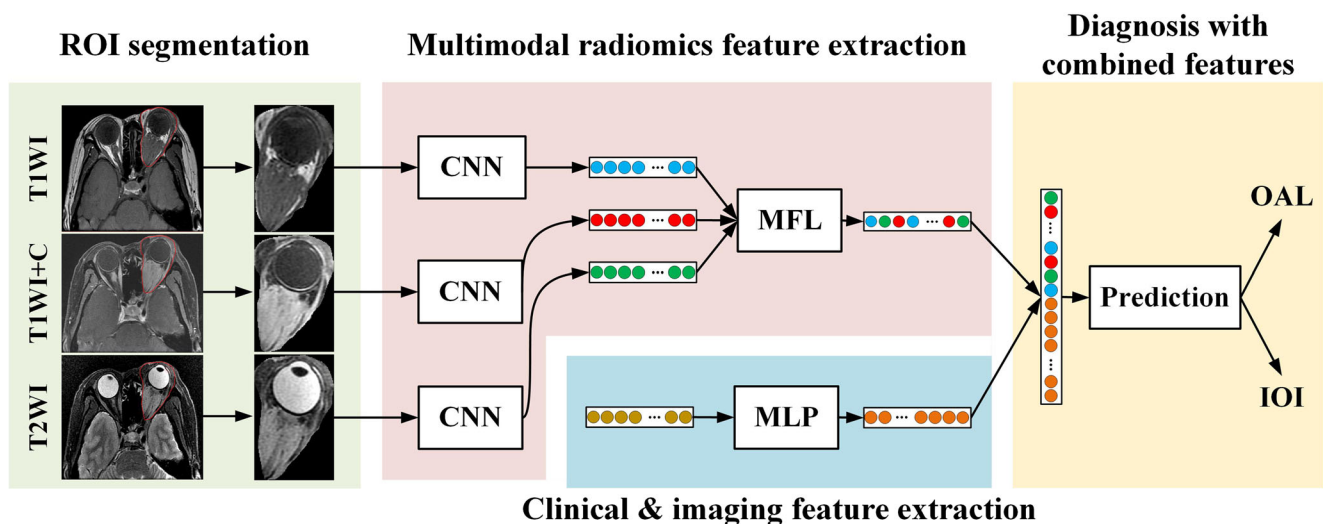 ROI segmentation
Multimodal radiomics feature extraction
Diagnosis with
combined features
T1WI
T1WI+C
T2WI
CNN
CNN
CNN
...
...
...
MFL
...
...
MLP
...
Clinical & imaging feature extraction
...
...
Prediction
OAL
IOI